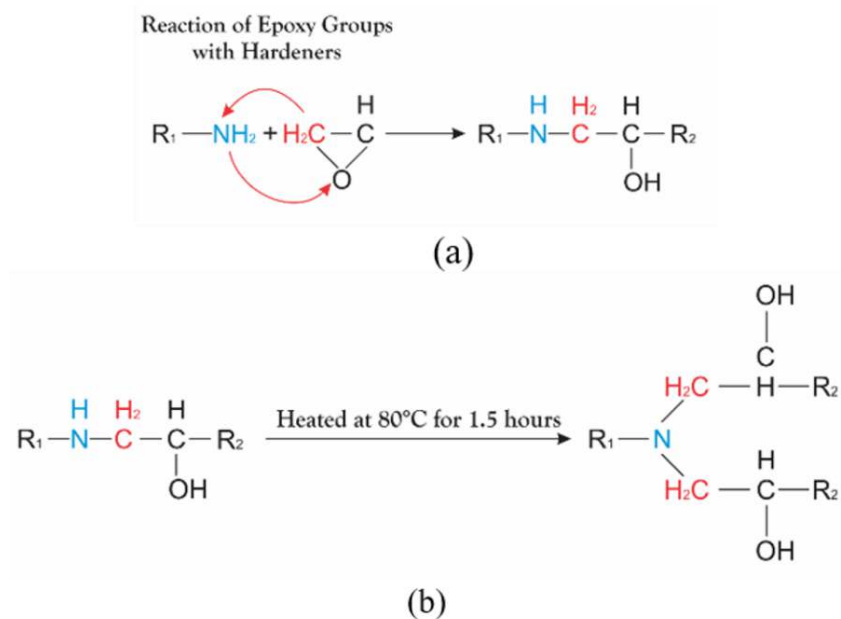 Reaction of Epoxy Groups
with Hardeners
H H H₂ H
R₁—NH₂ + H₂C—C R₁—N—C—C—R₂
O OH
(a)
OH
C
H H₂ H Heated at 80°C for 1.5 hours H₂C—H—R₂
R₁—N—C—C—R₂ R₁—N
OH H
H₂C—C—R₂
OH
(b)